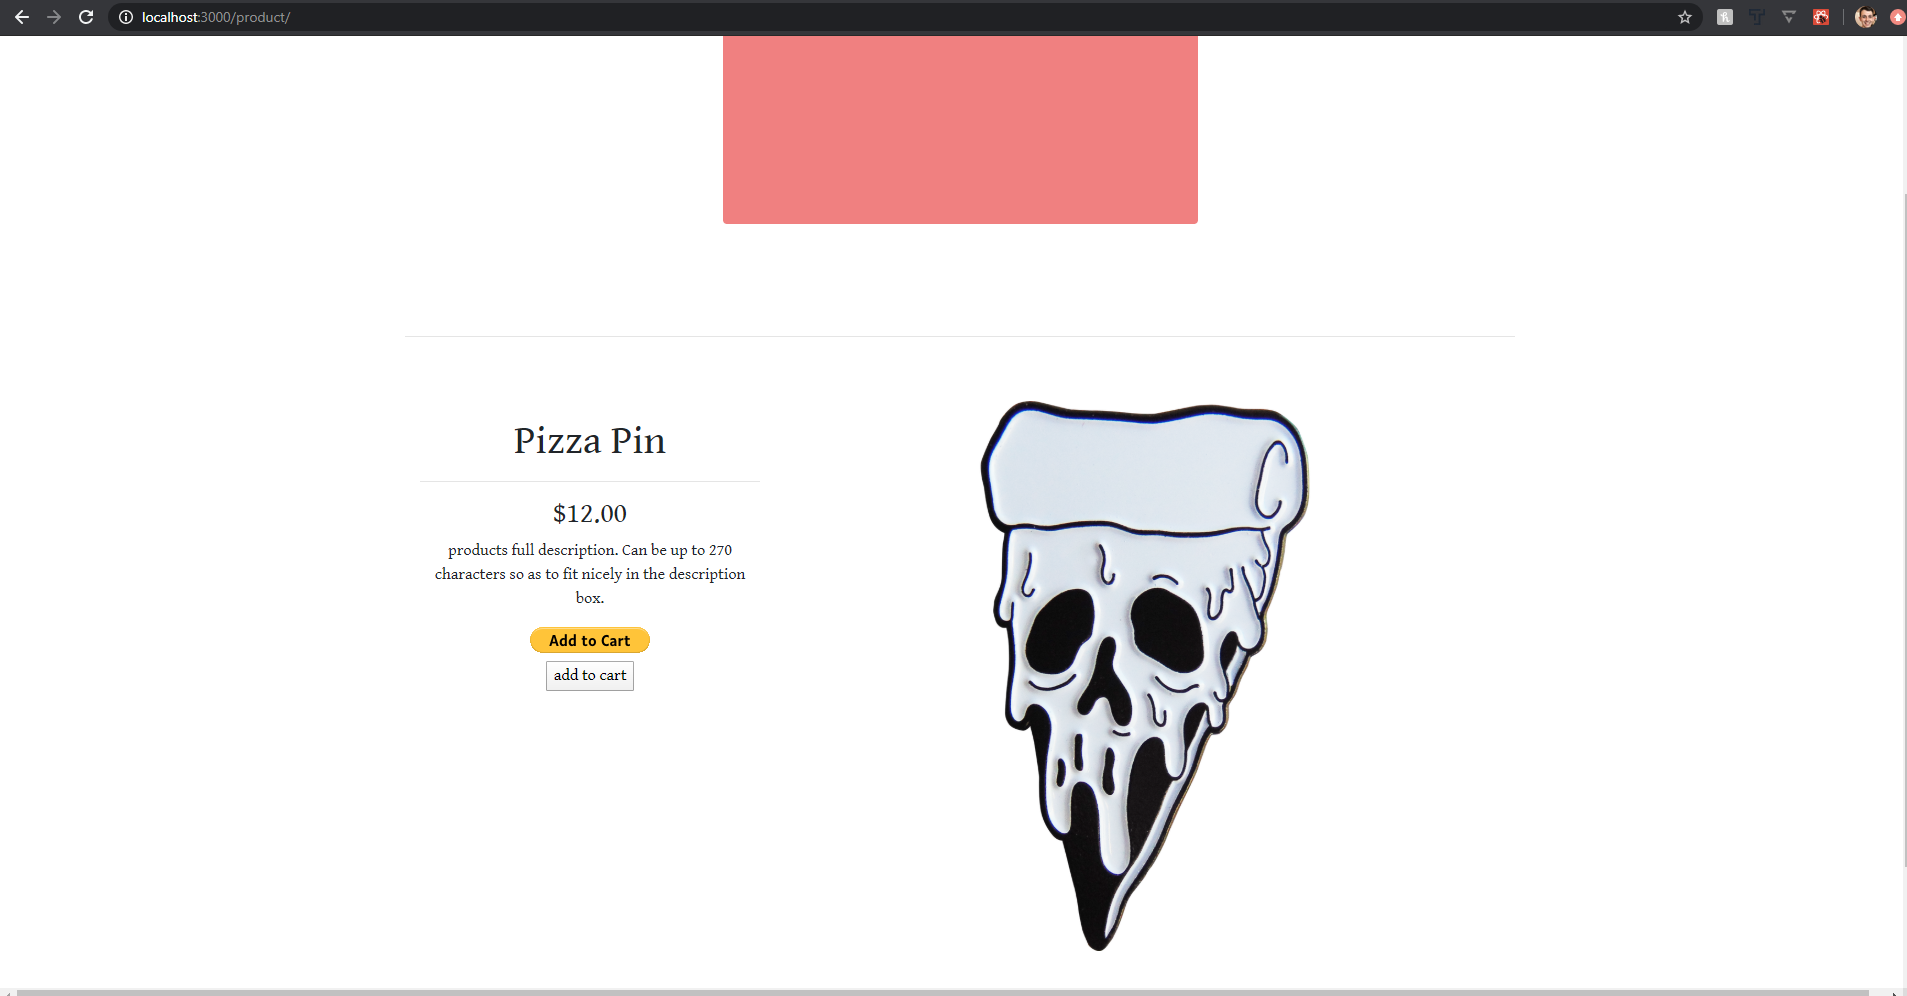 localhost:3000/product/
Pizza Pin
$12.00
products full description. Can be up to 270
characters so as to fit nicely in the description
box.
Add to Cart
add to cart